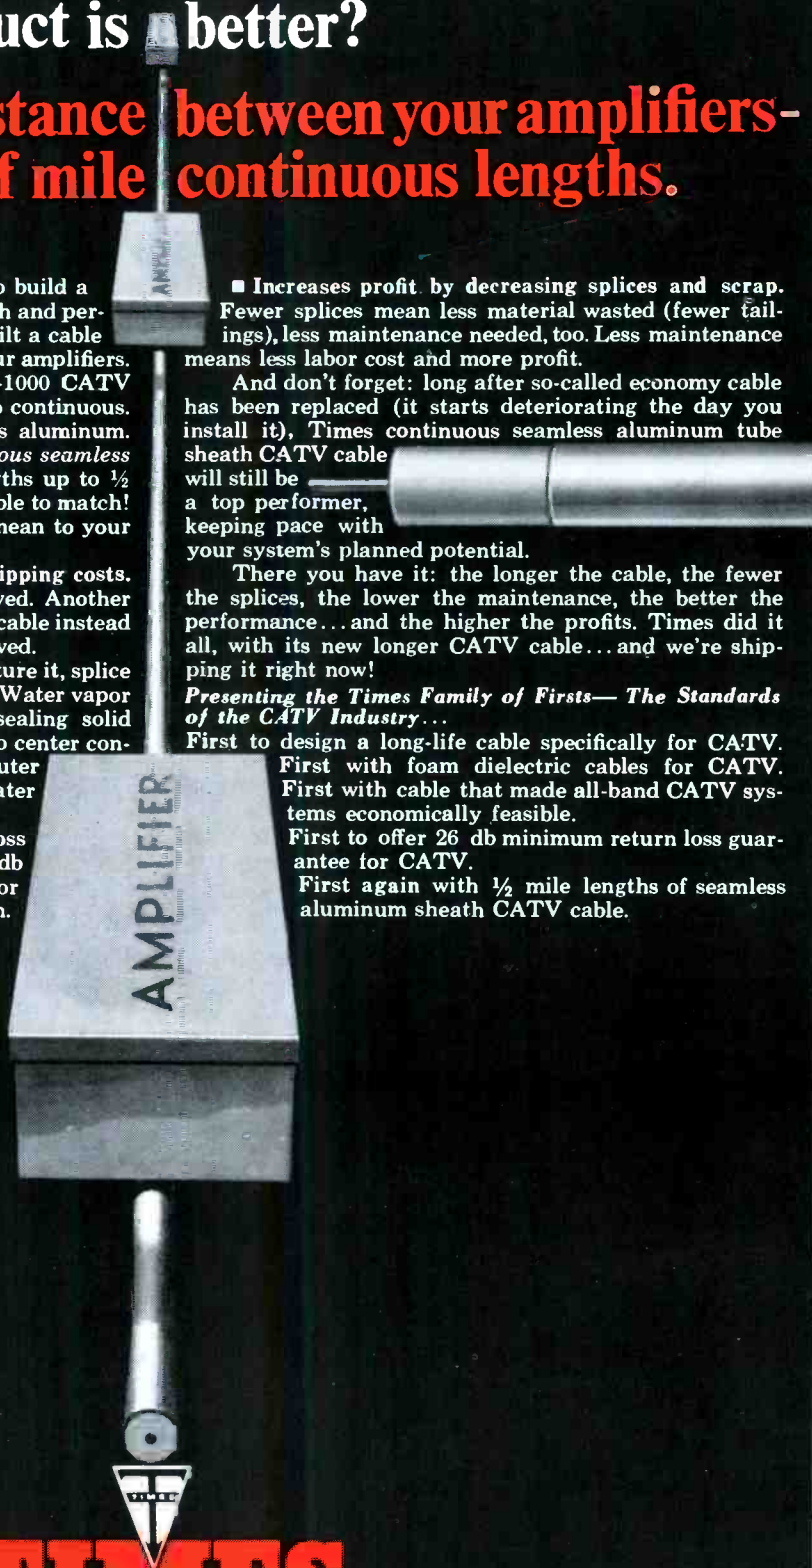 uct is better?
stance between your amplifiers-
f mile continuous lengths.
o build a
h and per-
ilt a cable
ur amplifiers.
-1000 CATV
o continuous.
s aluminum.
ous seamless
ths up to ½
ble to match!
mean to your
ipping costs.
ved. Another
cable instead
ved.
ture it, splice
Water vapor
sealing solid
o center con-
uter
ater
oss
db
or
n.
AMPLIFIER
■ Increases profit by decreasing splices and scrap.
Fewer splices mean less material wasted (fewer tail-
ings), less maintenance needed, too. Less maintenance
means less labor cost and more profit.
And don't forget: long after so-called economy cable
has been replaced (it starts deteriorating the day you
install it), Times continuous seamless aluminum tube
sheath CATV cable
will still be
a top performer,
keeping pace with
your system's planned potential.
There you have it: the longer the cable, the fewer
the splices, the lower the maintenance, the better the
performance...and the higher the profits. Times did it
all, with its new longer CATV cable...and we're ship-
ping it right now!
Presenting the Times Family of Firsts— The Standards
of the CATV Industry...
First to design a long-life cable specifically for CATV.
First with foam dielectric cables for CATV.
First with cable that made all-band CATV sys-
tems economically feasible.
First to offer 26 db minimum return loss guar-
antee for CATV.
First again with ½ mile lengths of seamless
aluminum sheath CATV cable.
AMPLIFIER
TIMES
TIMES